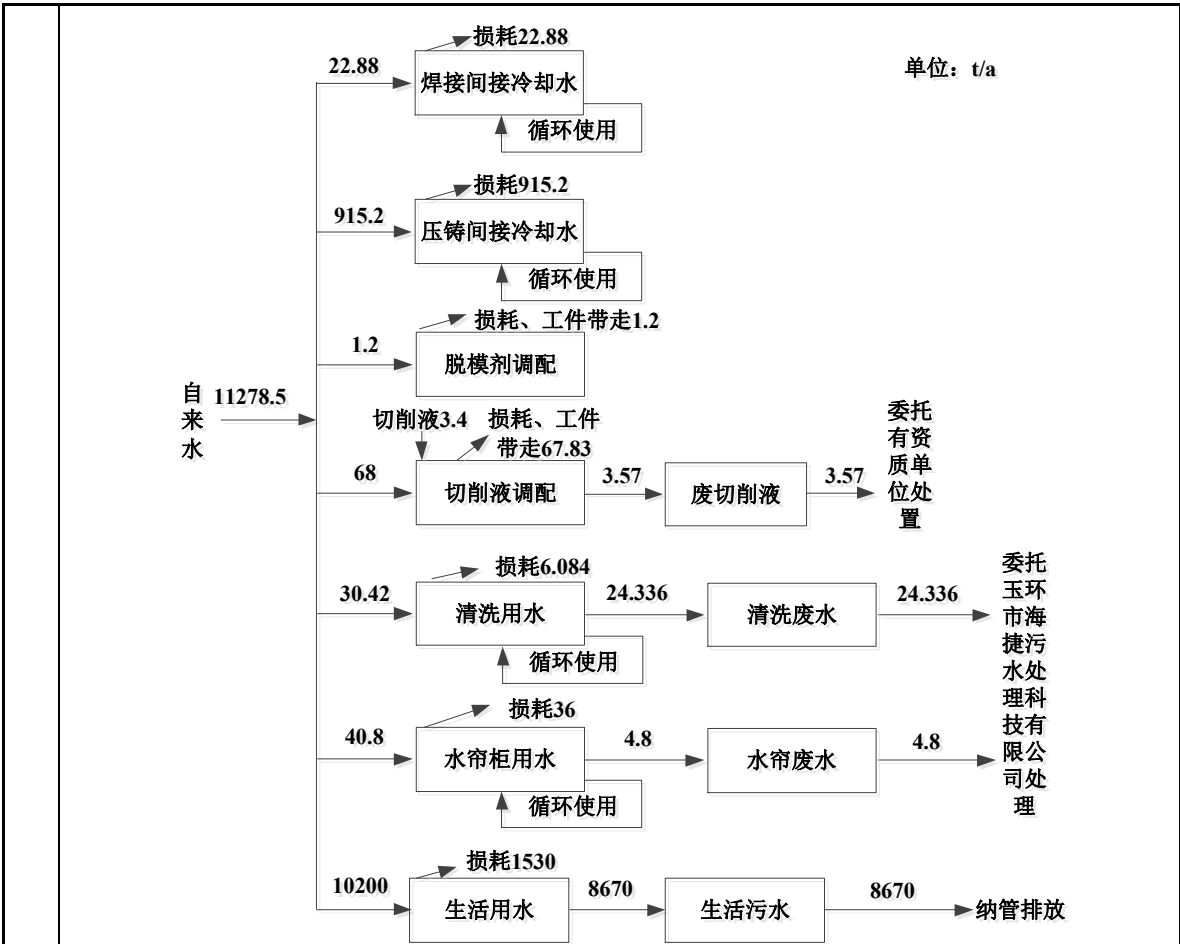 单位：t/a
损耗22.88
22.88
焊接间接冷却水
循环使用
损耗915.2
915.2
压铸间接冷却水
循环使用
损耗、工件带走1.2
1.2
脱模剂调配
自来水
11278.5
切削液3.4
损耗、工件
带走67.83
68
切削液调配
3.57
废切削液
3.57
委托
有资
质单
位处
置
损耗6.084
30.42
清洗用水
循环使用
24.336
清洗废水
24.336
损耗36
40.8
水帘柜用水
循环使用
4.8
水帘废水
4.8
委托
玉环
市海
捷污
水处
理科
技有
限公
司处
理
损耗1530
10200
生活用水
8670
生活污水
8670
纳管排放